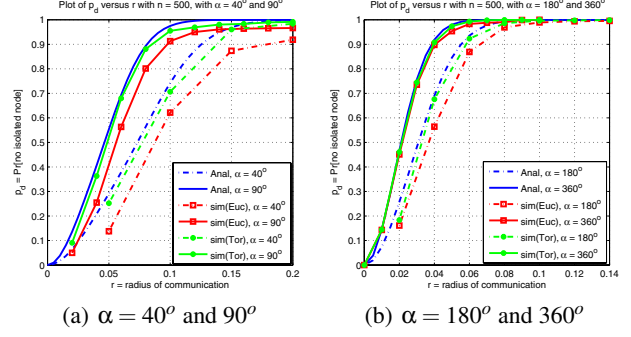 Plot of p_d versus r with n = 500, with α = 40° and 90°
p_d = Pr[no isolated node]
1
0.9
0.8
0.7
0.6
0.5
0.4
0.3
0.2
0.1
0
Anal, α = 40°
Anal, α = 90°
sim(Euc), α = 40°
sim(Euc), α = 90°
sim(Tor), α = 40°
sim(Tor), α = 90°
0 0.05 0.1 0.15 0.2
r = radius of communication
(a) α = 40° and 90°
Plot of p_d versus r with n = 500, with α = 180° and 360°
p_d = Pr[no isolated node]
1
0.9
0.8
0.7
0.6
0.5
0.4
0.3
0.2
0.1
0
Anal, α = 180°
Anal, α = 360°
sim(Euc), α = 180°
sim(Euc), α = 360°
sim(Tor), α = 180°
sim(Tor), α = 360°
0 0.02 0.04 0.06 0.08 0.1 0.12 0.14
r = radius of communication
(b) α = 180° and 360°